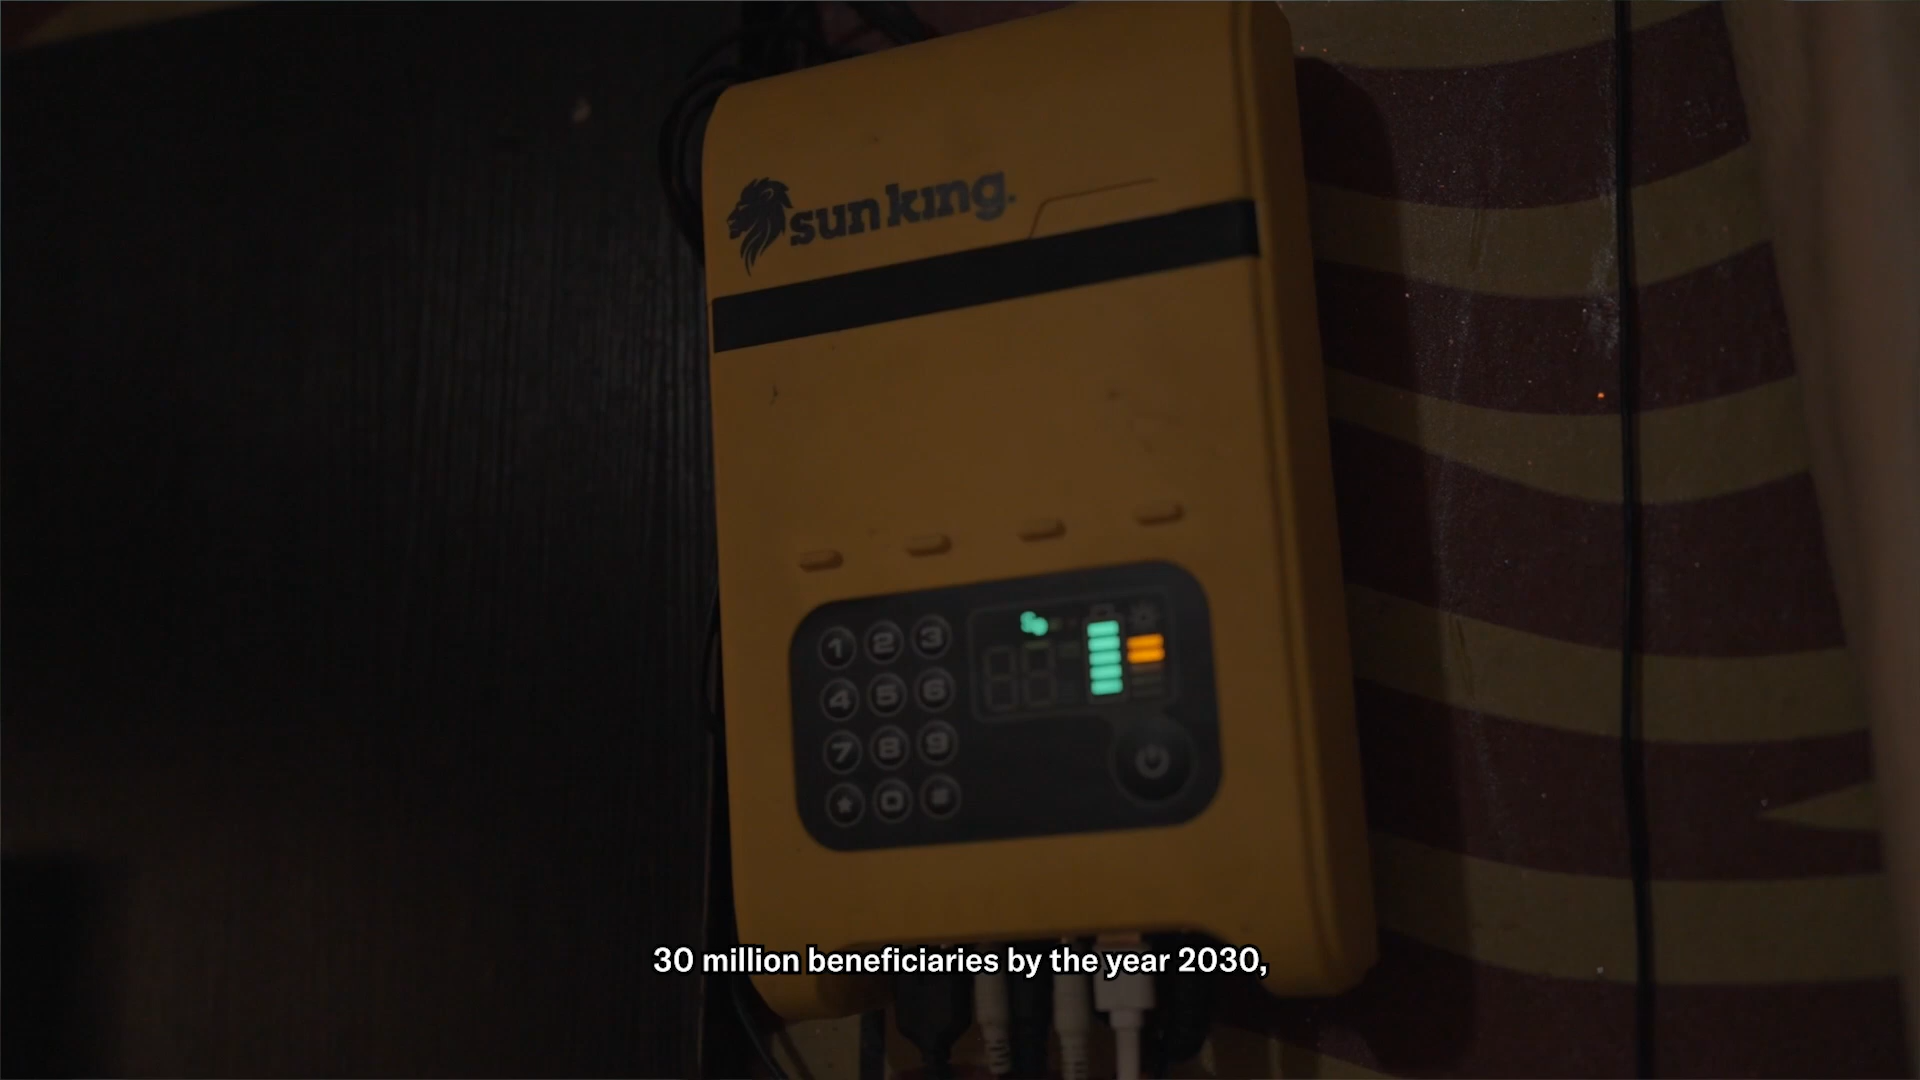 sun king.
1 2 3
4 5 6
7 8 9
* 0 #
30 million beneficiaries by the year 2030,